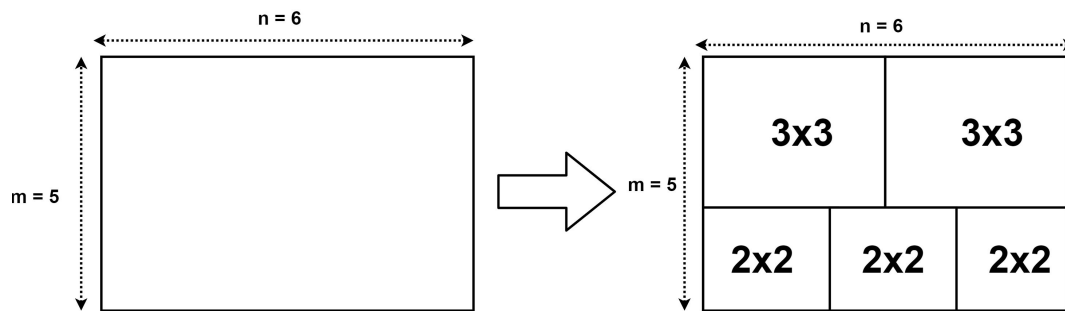 n = 6
m = 5
n = 6
m = 5
3x3 3x3
2x2 2x2 2x2